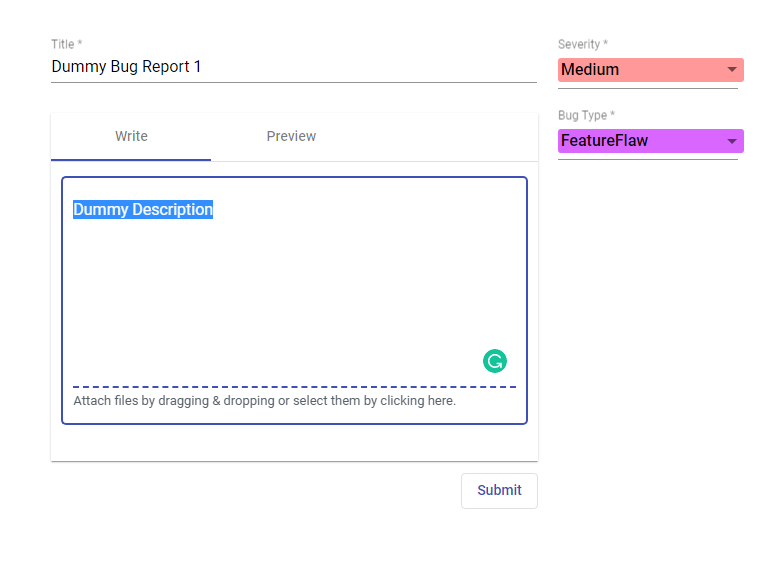 Title *
Dummy Bug Report 1
Severity *
Medium
Bug Type *
FeatureFlaw
Write
Preview
Dummy Description
Attach files by dragging & dropping or select them by clicking here.
Submit